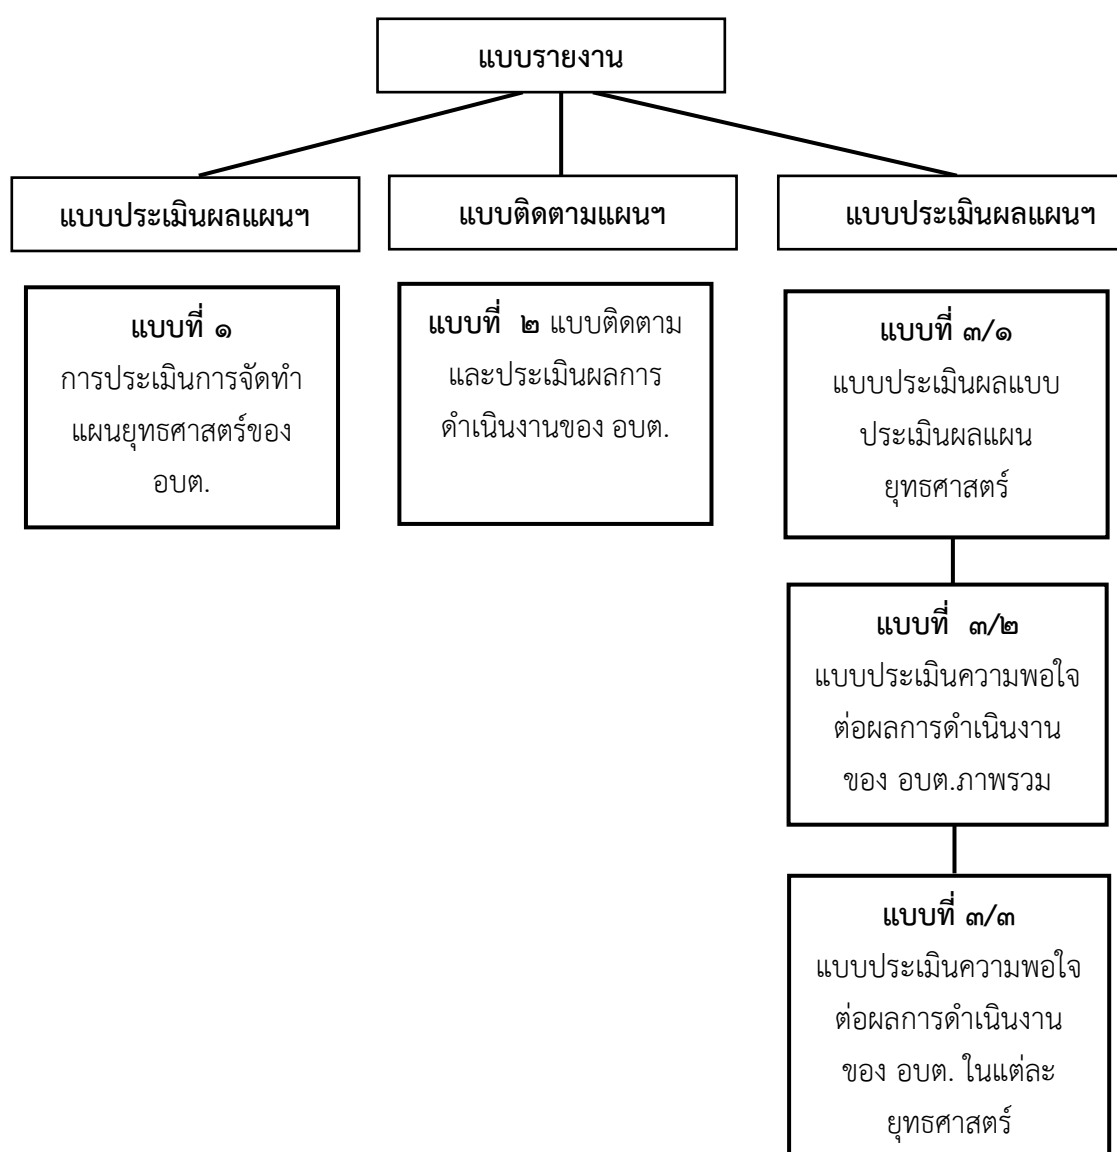 แบบรายงาน
แบบประเมินผลแผนฯ
แบบติดตามแผนฯ
แบบประเมินผลแผนฯ
แบบที่ ๑
การประเมินการจัดทำ
แผนยุทธศาสตร์ของ
อบต.
แบบที่ ๒ แบบติดตาม
และประเมินผลการ
ดำเนินงานของ อบต.
แบบที่ ๓/๑
แบบประเมินผลแบบ
ประเมินผลแผน
ยุทธศาสตร์
แบบที่ ๓/๒
แบบประเมินความพอใจ
ต่อผลการดำเนินงาน
ของ อบต.ภาพรวม
แบบที่ ๓/๓
แบบประเมินความพอใจ
ต่อผลการดำเนินงาน
ของ อบต. ในแต่ละ
ยุทธศาสตร์